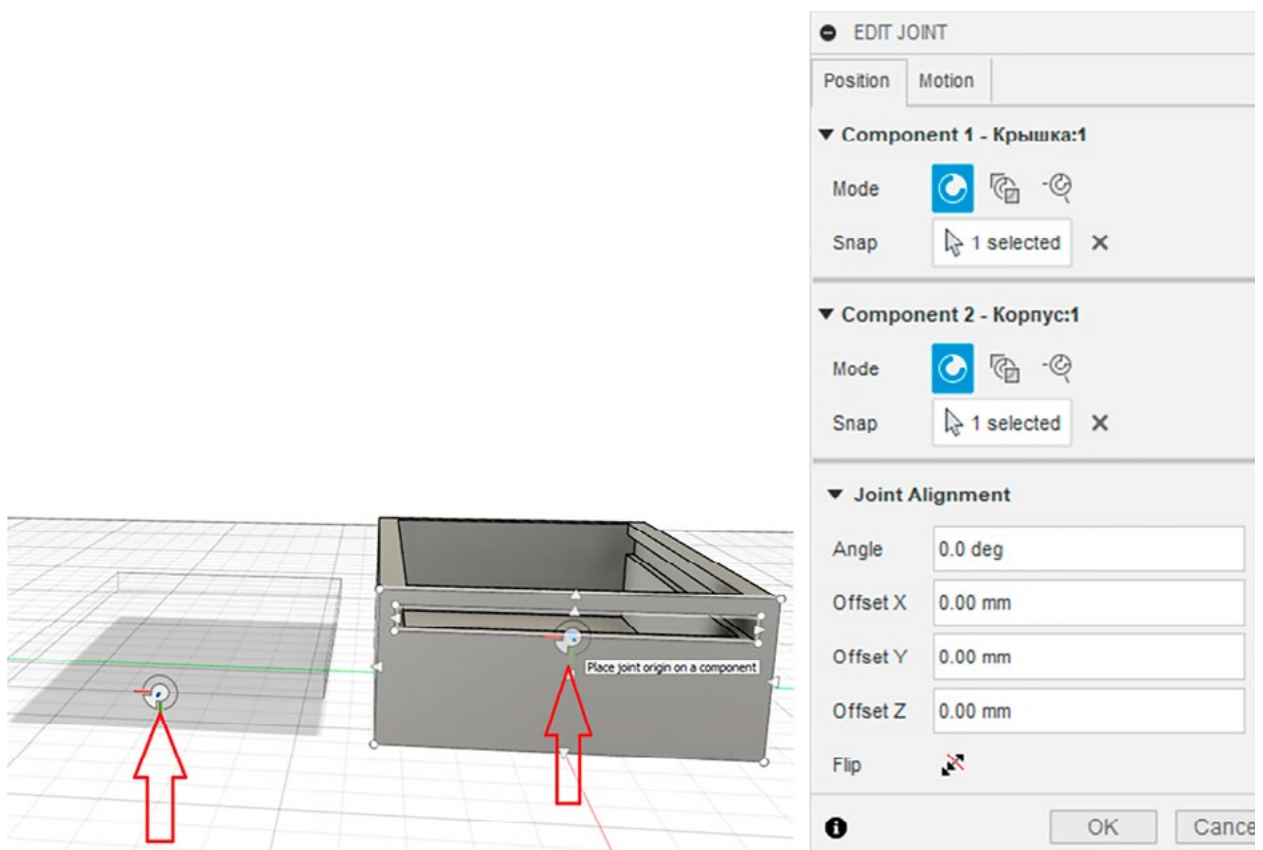 EDIT JOINT
Position Motion
Component 1 - Крышка:1
Mode
Snap 1 selected
Component 2 - Корпус:1
Mode
Snap 1 selected
Joint Alignment
Angle 0.0 deg
Offset X 0.00 mm
Offset Y 0.00 mm
Offset Z 0.00 mm
Flip
OK Cance
Place joint origin on a component